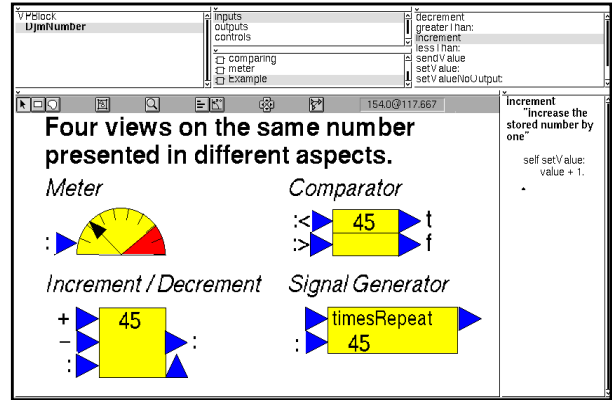 VPBlock
DjmNumber
inputs
outputs
controls
comparing
meter
Example
decrement
greaterThan:
increment
lessThan:
sendValue
setValue:
setValueNoOutput:
154.0@117.667
increment
"increase the
stored number by
one"
self setValue:
value + 1.
Four views on the same number
presented in different aspects.
Meter
:
Comparator
:< 45 t
:> f
Increment / Decrement
+ 45
– :
:
Signal Generator
timesRepeat
: 45